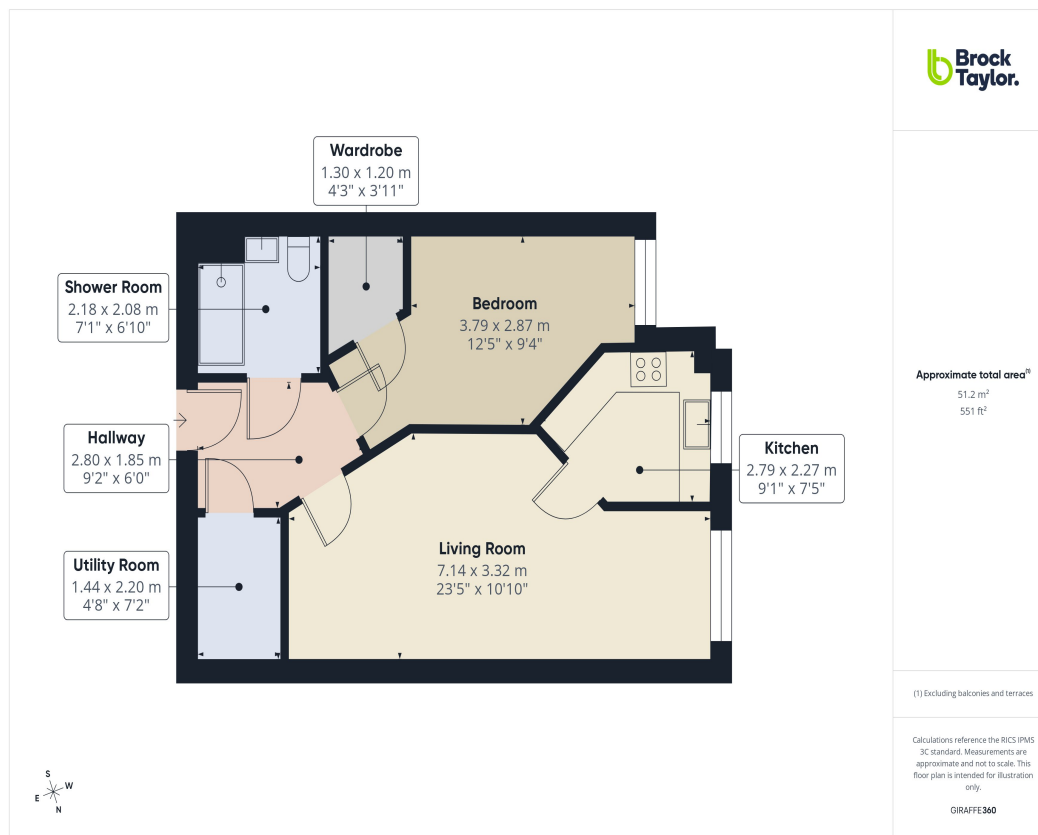 Brock
Taylor.
Wardrobe
1.30 x 1.20 m
4'3" x 3'11"
Shower Room
2.18 x 2.08 m
7'1" x 6'10"
Bedroom
3.79 x 2.87 m
12'5" x 9'4"
Hallway
2.80 x 1.85 m
9'2" x 6'0"
Kitchen
2.79 x 2.27 m
9'1" x 7'5"
Living Room
7.14 x 3.32 m
23'5" x 10'10"
Utility Room
1.44 x 2.20 m
4'8" x 7'2"
S
W
E
N
Approximate total area⁽¹⁾
51.2 m²
551 ft²
(1) Excluding balconies and terraces
Calculations reference the RICS IPMS
3C standard. Measurements are
approximate and not to scale. This
floor plan is intended for illustration
only.
GIRAFFE360